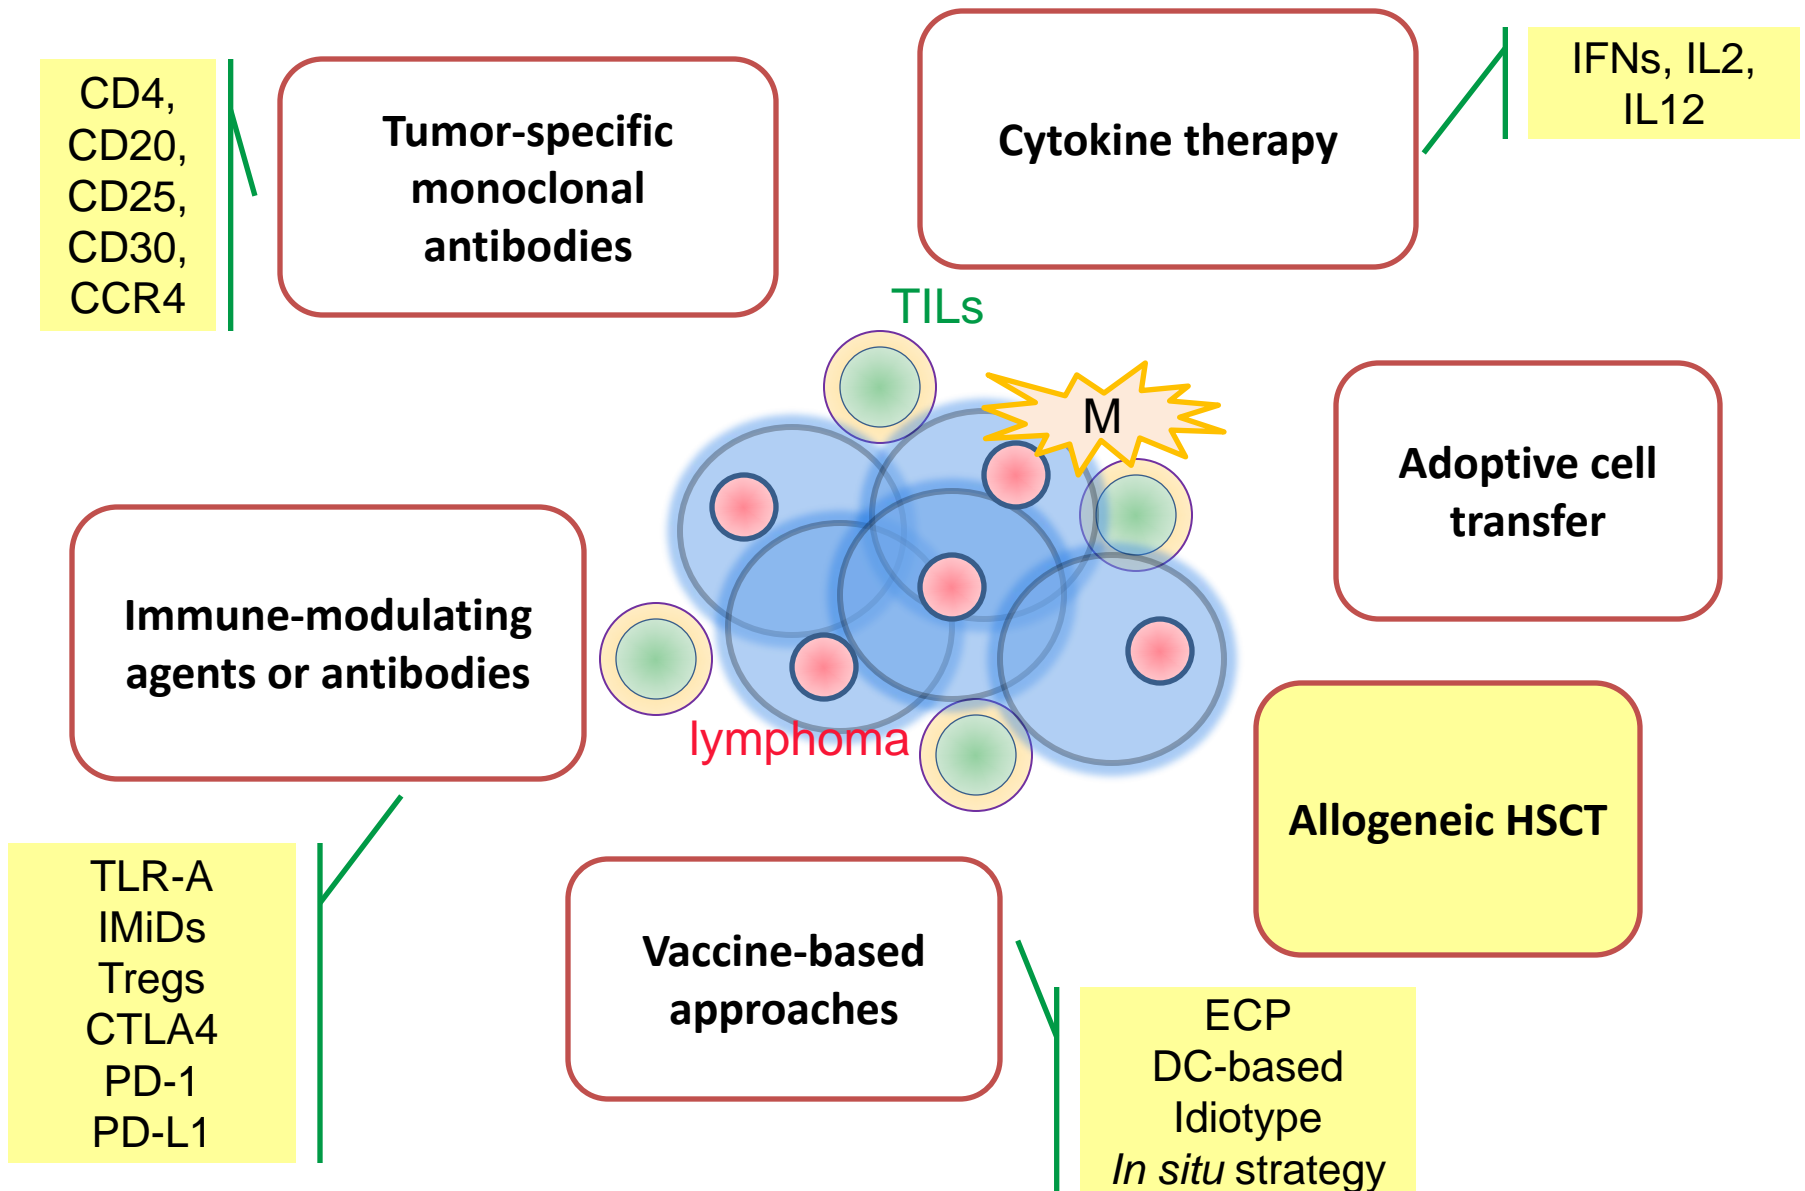 CD4,
CD20,
CD25,
CD30,
CCR4
Tumor-specific
monoclonal
antibodies
Cytokine therapy
IFNs, IL2,
IL12
TILs
M
Adoptive cell
transfer
Immune-modulating
agents or antibodies
lymphoma
Allogeneic HSCT
TLR-A
IMiDs
Tregs
CTLA4
PD-1
PD-L1
Vaccine-based
approaches
ECP
DC-based
Idiotype
In situ strategy